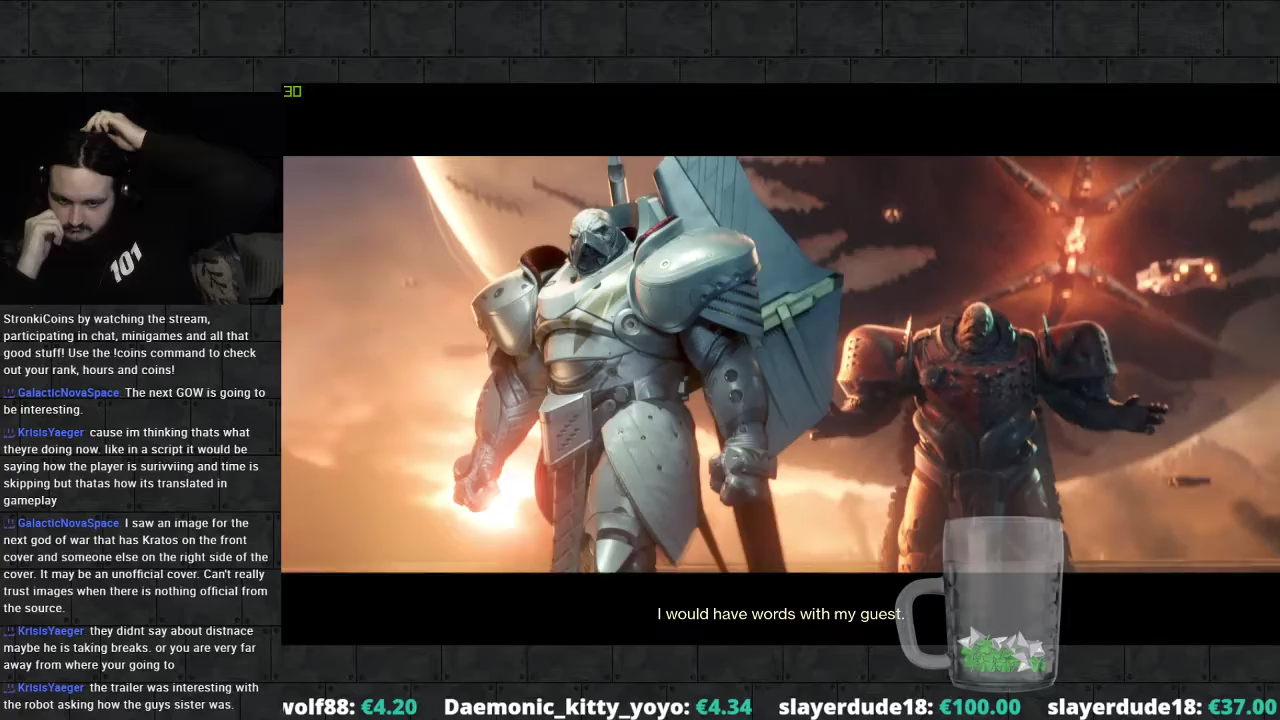 30
101
StronkiCoins by watching the stream,
participating in chat, minigames and all that
good stuff! Use the !coins command to check
out your rank, hours and coins!
GalacticNovaSpace The next GOW is going to
be interesting.
KrisisYaeger cause im thinking thats what
theyre doing now. like in a script it would be
saying how the player is surivviing and time is
skipping but thatas how its translated in
gameplay
GalacticNovaSpace I saw an image for the
next god of war that has Kratos on the front
cover and someone else on the right side of the
cover. It may be an unofficial cover. Can't really
trust images when there is nothing official from
the source.
KrisisYaeger they didnt say about distnace
maybe he is taking breaks. or you are very far
away from where your going to
KrisisYaeger the trailer was interesting with
the robot asking how the guys sister was.
I would have words with my guest.
wolf88: €4.20 Daemonic_kitty_yoyo: €4.34 slayerdude18: €100.00 slayerdude18: €37.00